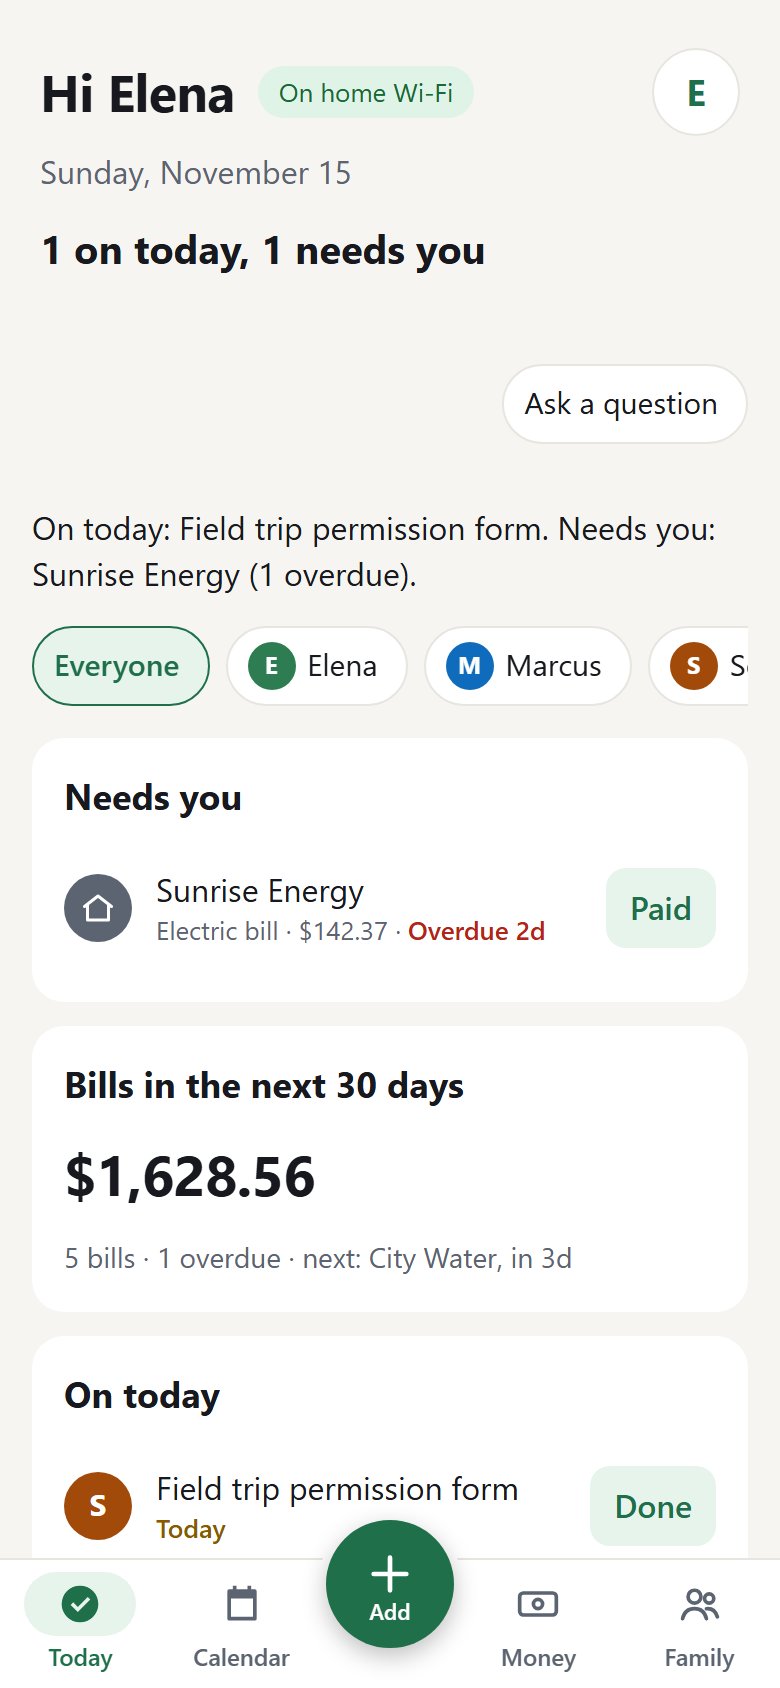 Hi Elena
On home Wi-Fi
E
Sunday, November 15
1 on today, 1 needs you
Ask a question
On today: Field trip permission form. Needs you:
Sunrise Energy (1 overdue).
Everyone
E Elena
M Marcus
S
Needs you
Sunrise Energy
Electric bill · $142.37 · Overdue 2d
Paid
Bills in the next 30 days
$1,628.56
5 bills · 1 overdue · next: City Water, in 3d
On today
S
Field trip permission form
Today
Done
Today
Calendar
Add
Money
Family